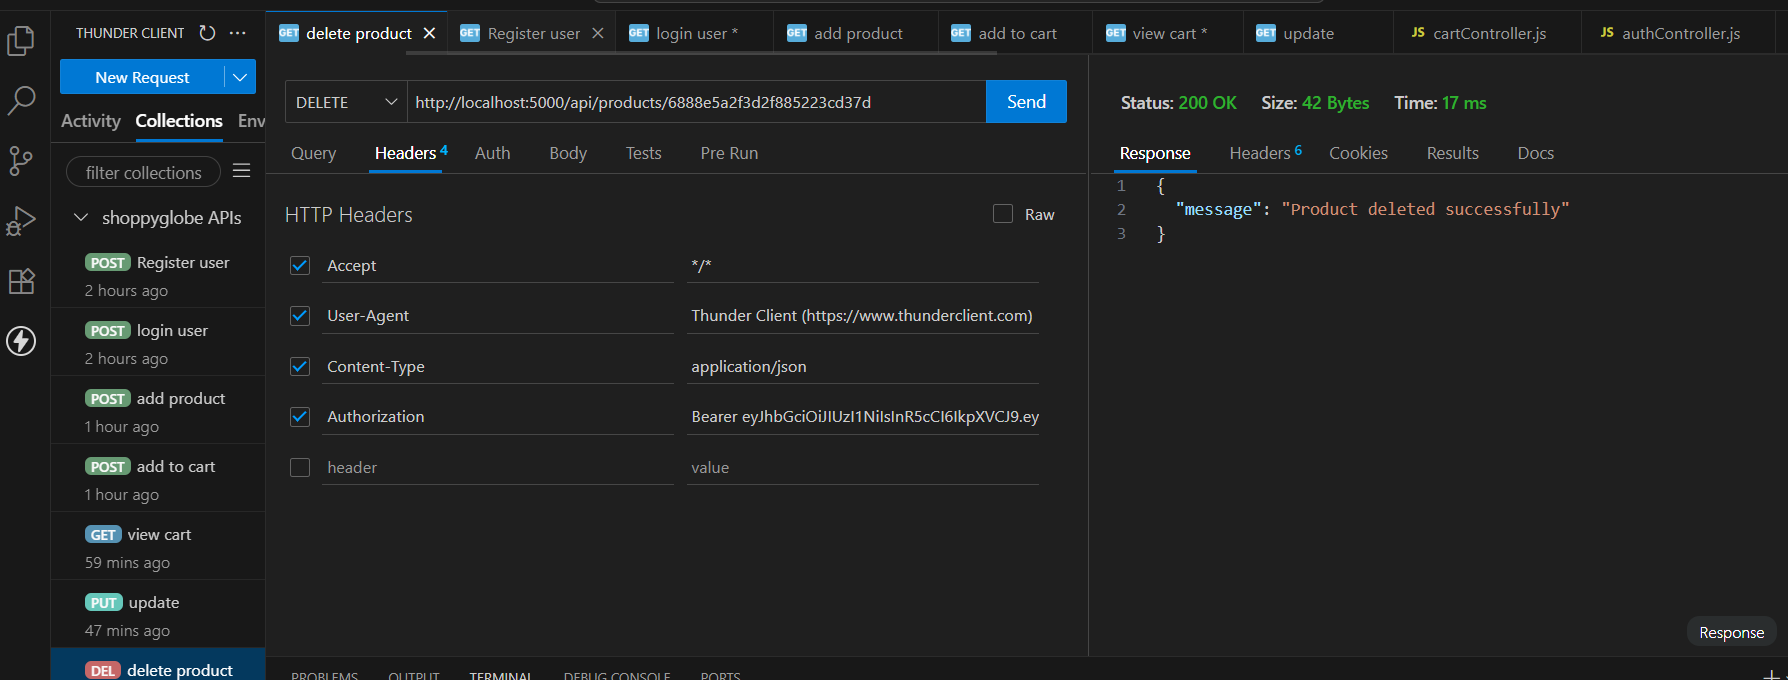 THUNDER CLIENT
New Request
Activity Collections Env
filter collections
shoppyglobe APIs
POST Register user
2 hours ago
POST login user
2 hours ago
POST add product
1 hour ago
POST add to cart
1 hour ago
GET view cart
59 mins ago
PUT update
47 mins ago
DEL delete product
GET delete product GET Register user GET login user * GET add product GET add to cart GET view cart * GET update JS cartController.js JS authController.js
DELETE http://localhost:5000/api/products/6888e5a2f3d2f885223cd37d Send
Query Headers 4 Auth Body Tests Pre Run
HTTP Headers Raw
Accept */*
User-Agent Thunder Client (https://www.thunderclient.com)
Content-Type application/json
Authorization Bearer eyJhbGciOiJIUzI1NiIsInR5cCI6IkpXVCJ9.ey
header value
Status: 200 OK Size: 42 Bytes Time: 17 ms
Response Headers 6 Cookies Results Docs
1 {
2 "message": "Product deleted successfully"
3 }
Response
PROBLEMS OUTPUT TERMINAL DEBUG CONSOLE PORTS